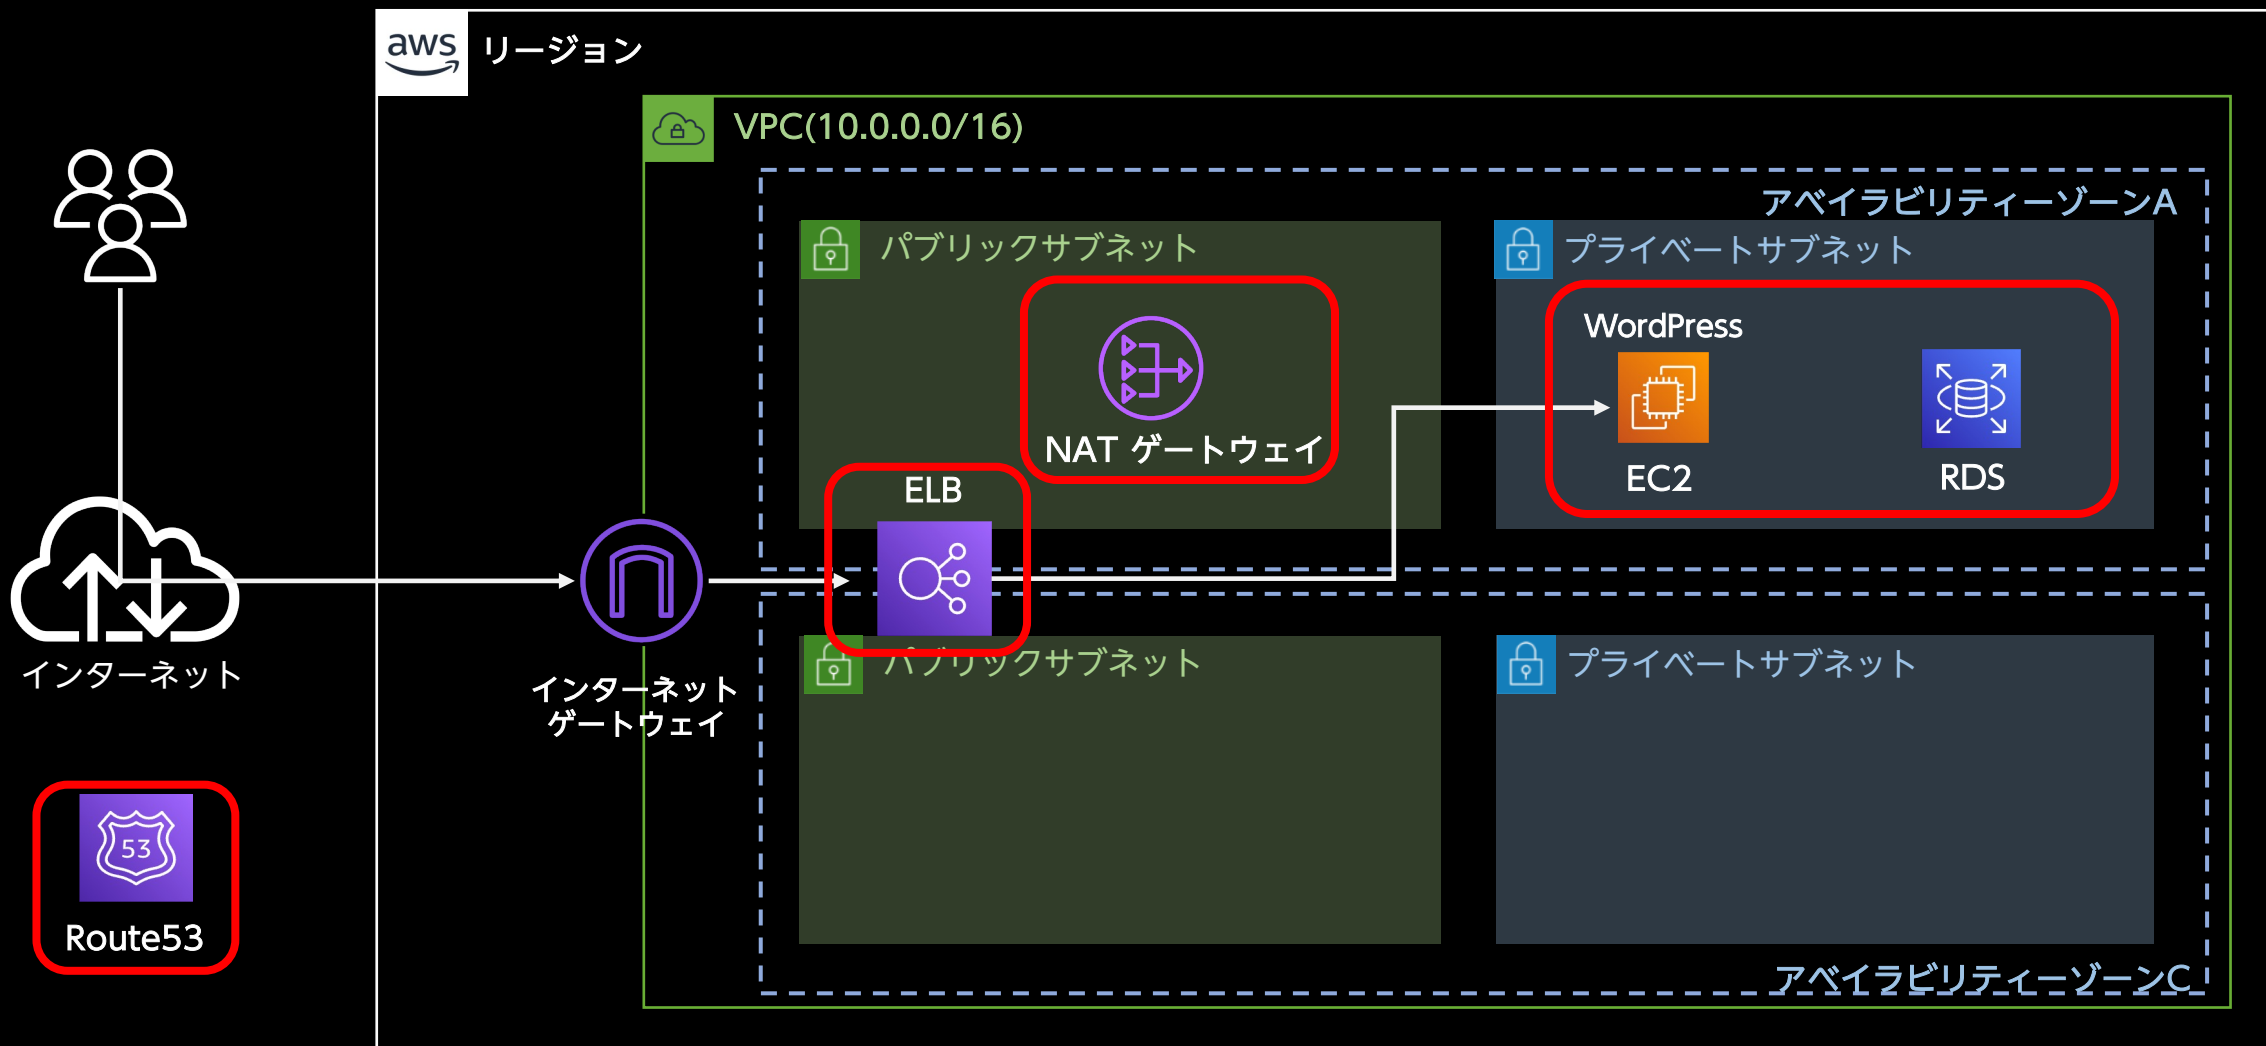 aws
リージョン
VPC(10.0.0.0/16)
アベイラビリティーゾーンA
パブリックサブネット
プライベートサブネット
WordPress
NAT ゲートウェイ
EC2
RDS
ELB
インターネット
インターネット
ゲートウェイ
パブリックサブネット
プライベートサブネット
53
Route53
アベイラビリティーゾーンC